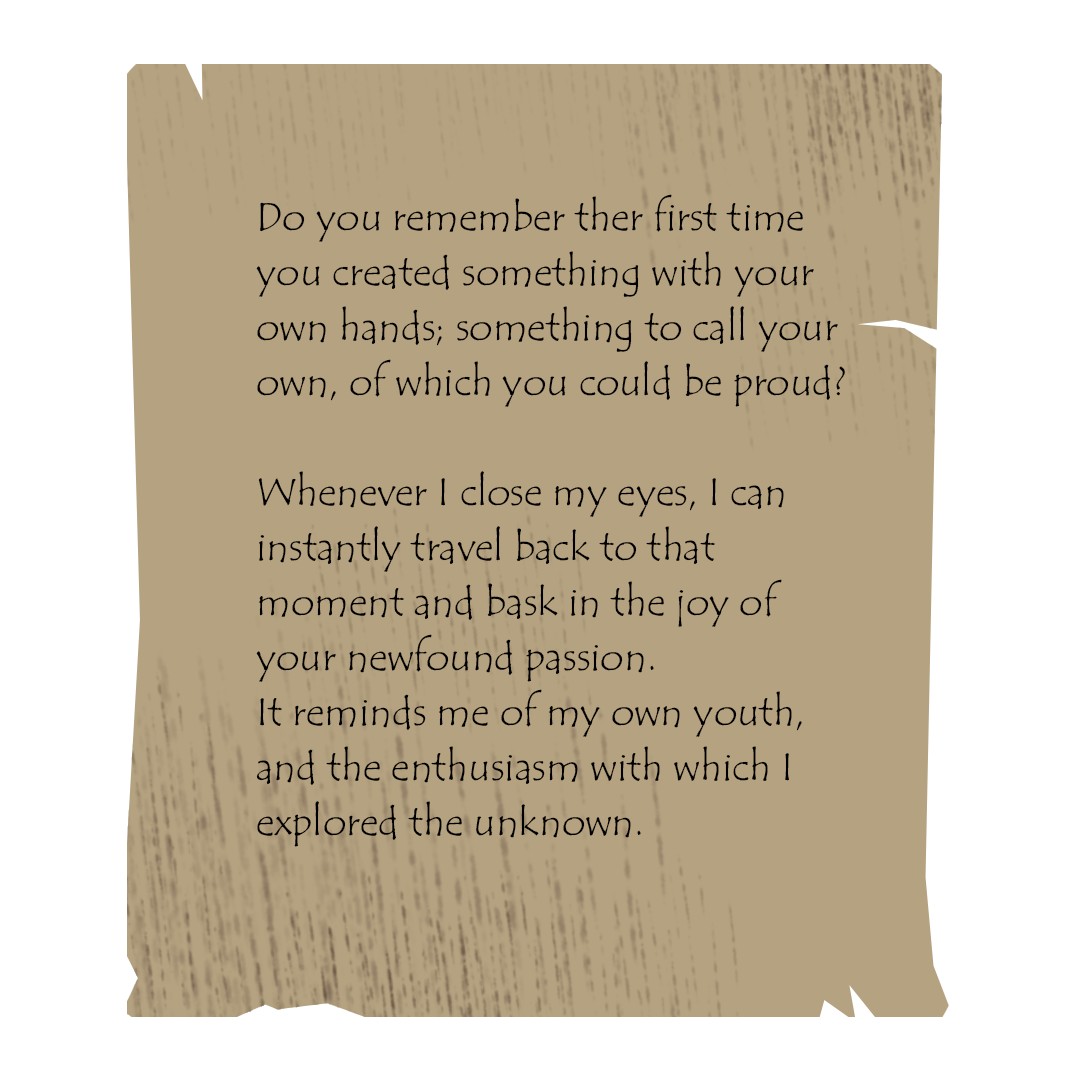 Do you remember ther first time
you created something with your
own hands; something to call your
own, of which you could be proud?
Whenever I close my eyes, I can
instantly travel back to that
moment and bask in the joy of
your newfound passion.
It reminds me of my own youth,
and the enthusiasm with which I
explored the unknown.